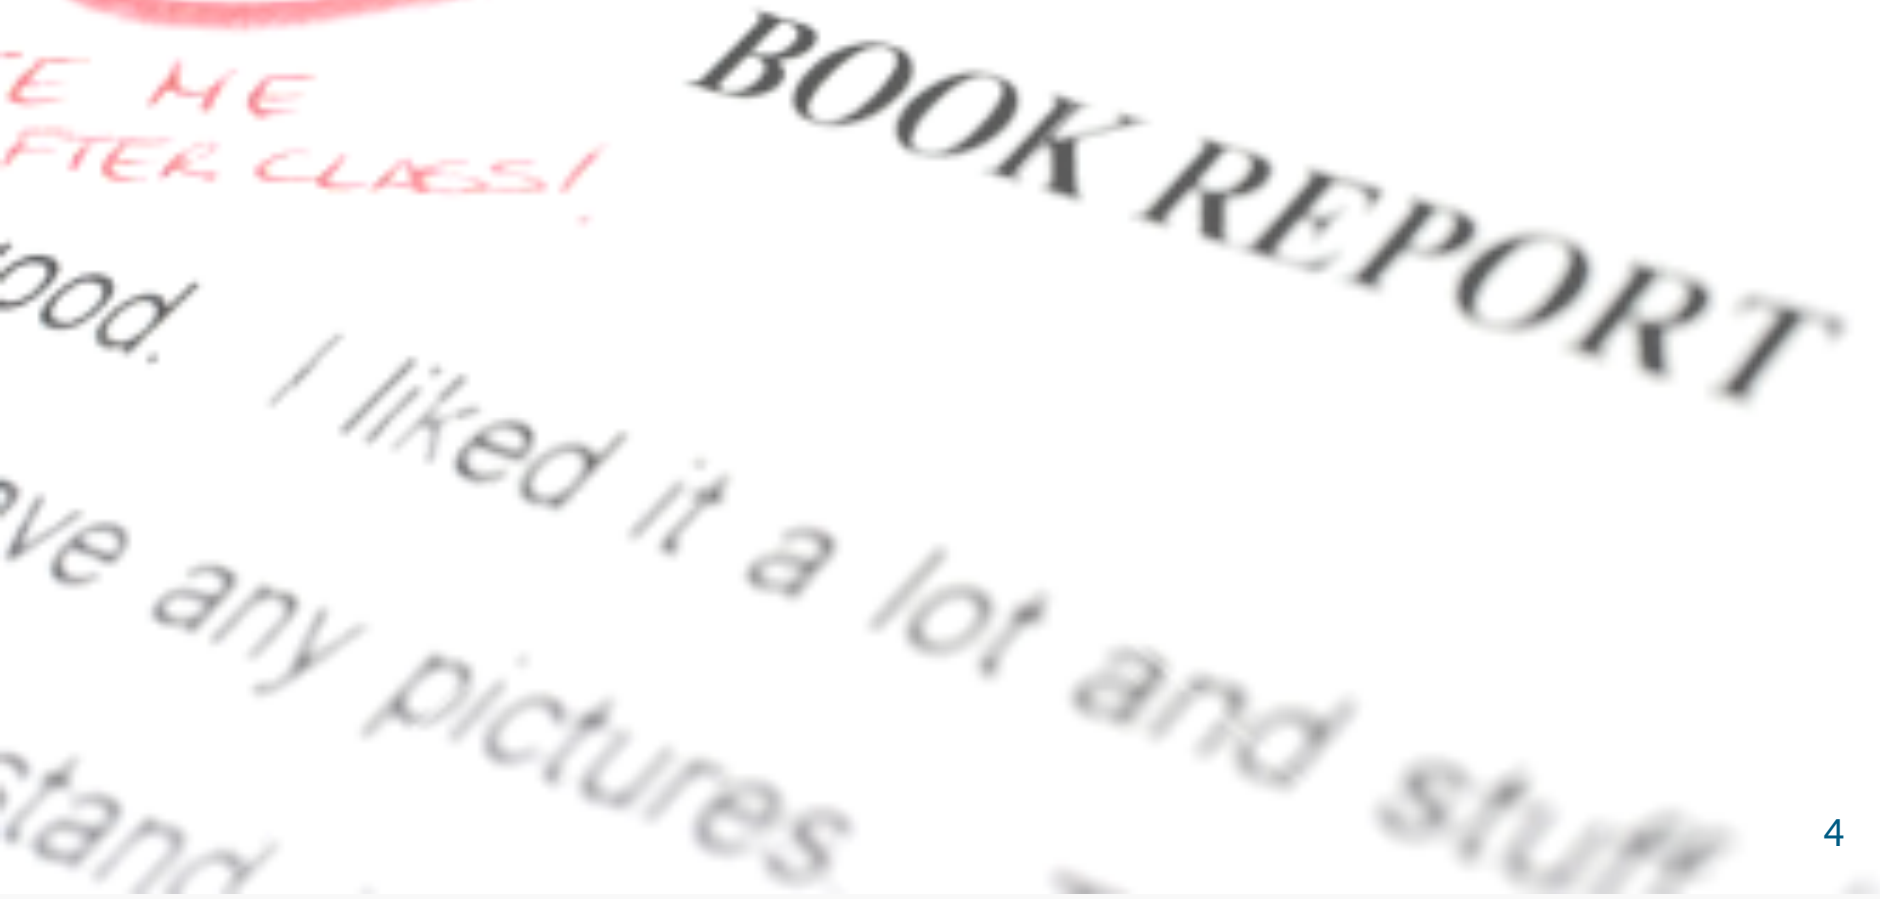 BOOK REPORT
E ME
FTER CLASS!
ood. I liked it a lot and stuff
ve any pictures.
stand
4